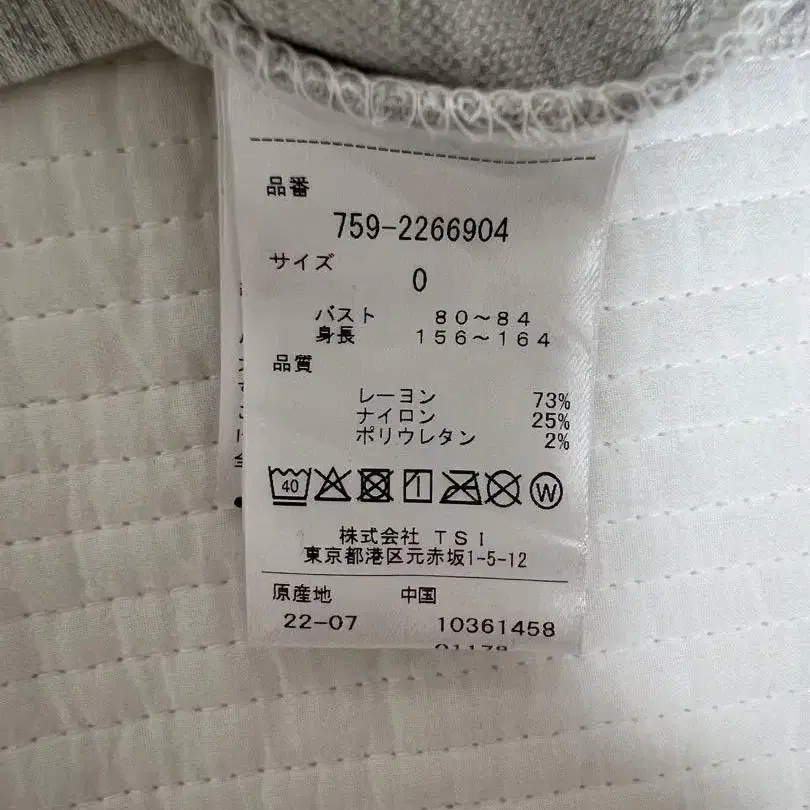 品番
759-2266904
サイズ
0
バスト 80～84
身長 156～164
品質
レーヨン 73%
ナイロン 25%
ポリウレタン 2%
40
W
株式会社 TSI
東京都港区元赤坂1-5-12
原産地 中国
22-07 10361458